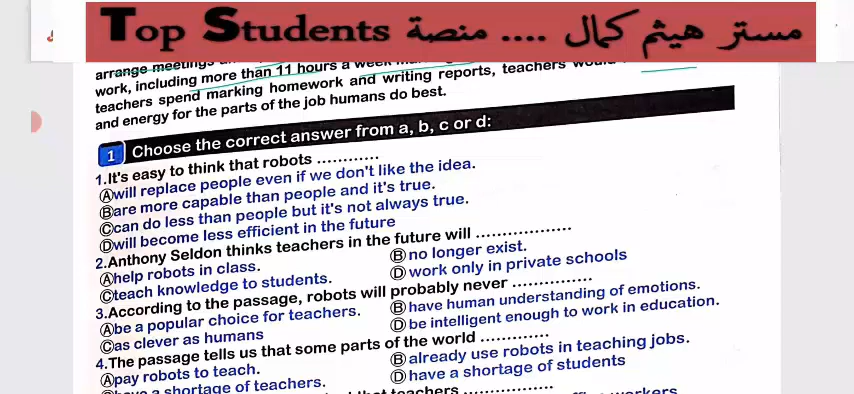 Top Students مستر هيثم كمال .... منصة
arrange meetings
work, including more than 11 hours a week
teachers spend marking homework and writing reports, teachers would
and energy for the parts of the job humans do best.
1 Choose the correct answer from a, b, c or d:
1.It's easy to think that robots ............
Ⓐwill replace people even if we don't like the idea.
Ⓑare more capable than people and it's true.
Ⓒcan do less than people but it's not always true.
Ⓓwill become less efficient in the future
2.Anthony Seldon thinks teachers in the future will ..................
Ⓐhelp robots in class. Ⓑno longer exist.
Ⓒteach knowledge to students. Ⓓwork only in private schools
3.According to the passage, robots will probably never ...............
Ⓐbe a popular choice for teachers. Ⓑhave human understanding of emotions.
Ⓒas clever as humans Ⓓbe intelligent enough to work in education.
4.The passage tells us that some parts of the world .............
Ⓐpay robots to teach. Ⓑalready use robots in teaching jobs.
Ⓒhave a shortage of teachers. Ⓓhave a shortage of students
that teachers ..................
workers